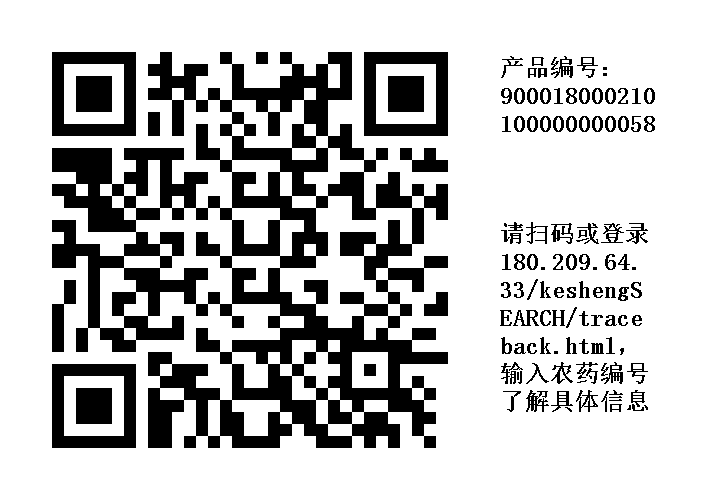 产品编号：
900018000210
100000000058
请扫码或登录
180.209.64.
33/keshengS
EARCH/trace
back.html，
输入农药编号
了解具体信息